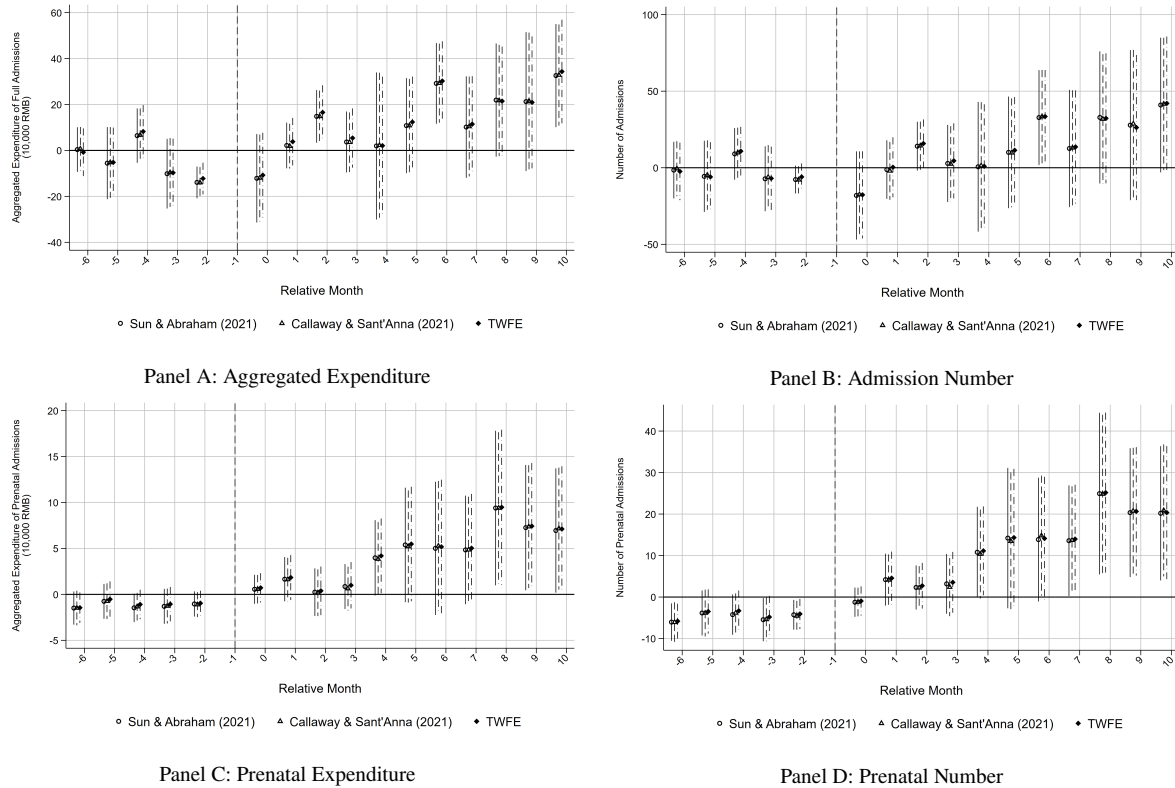 Aggregated Expenditure of Full Admissions
(10,000 RMB)
60
40
20
0
-20
-40
-6 -5 -4 -3 -2 -1 0 1 2 3 4 5 6 7 8 9 10
Relative Month
Sun & Abraham (2021) Callaway & Sant'Anna (2021) TWFE
Panel A: Aggregated Expenditure
Number of Admissions
100
50
0
-50
-6 -5 -4 -3 -2 -1 0 1 2 3 4 5 6 7 8 9 10
Relative Month
Sun & Abraham (2021) Callaway & Sant'Anna (2021) TWFE
Panel B: Admission Number
Aggregated Expenditure of Prenatal Admissions
(10,000 RMB)
20
15
10
5
0
-5
-6 -5 -4 -3 -2 -1 0 1 2 3 4 5 6 7 8 9 10
Relative Month
Sun & Abraham (2021) Callaway & Sant'Anna (2021) TWFE
Panel C: Prenatal Expenditure
Number of Prenatal Admissions
40
30
20
10
0
-10
-6 -5 -4 -3 -2 -1 0 1 2 3 4 5 6 7 8 9 10
Relative Month
Sun & Abraham (2021) Callaway & Sant'Anna (2021) TWFE
Panel D: Prenatal Number